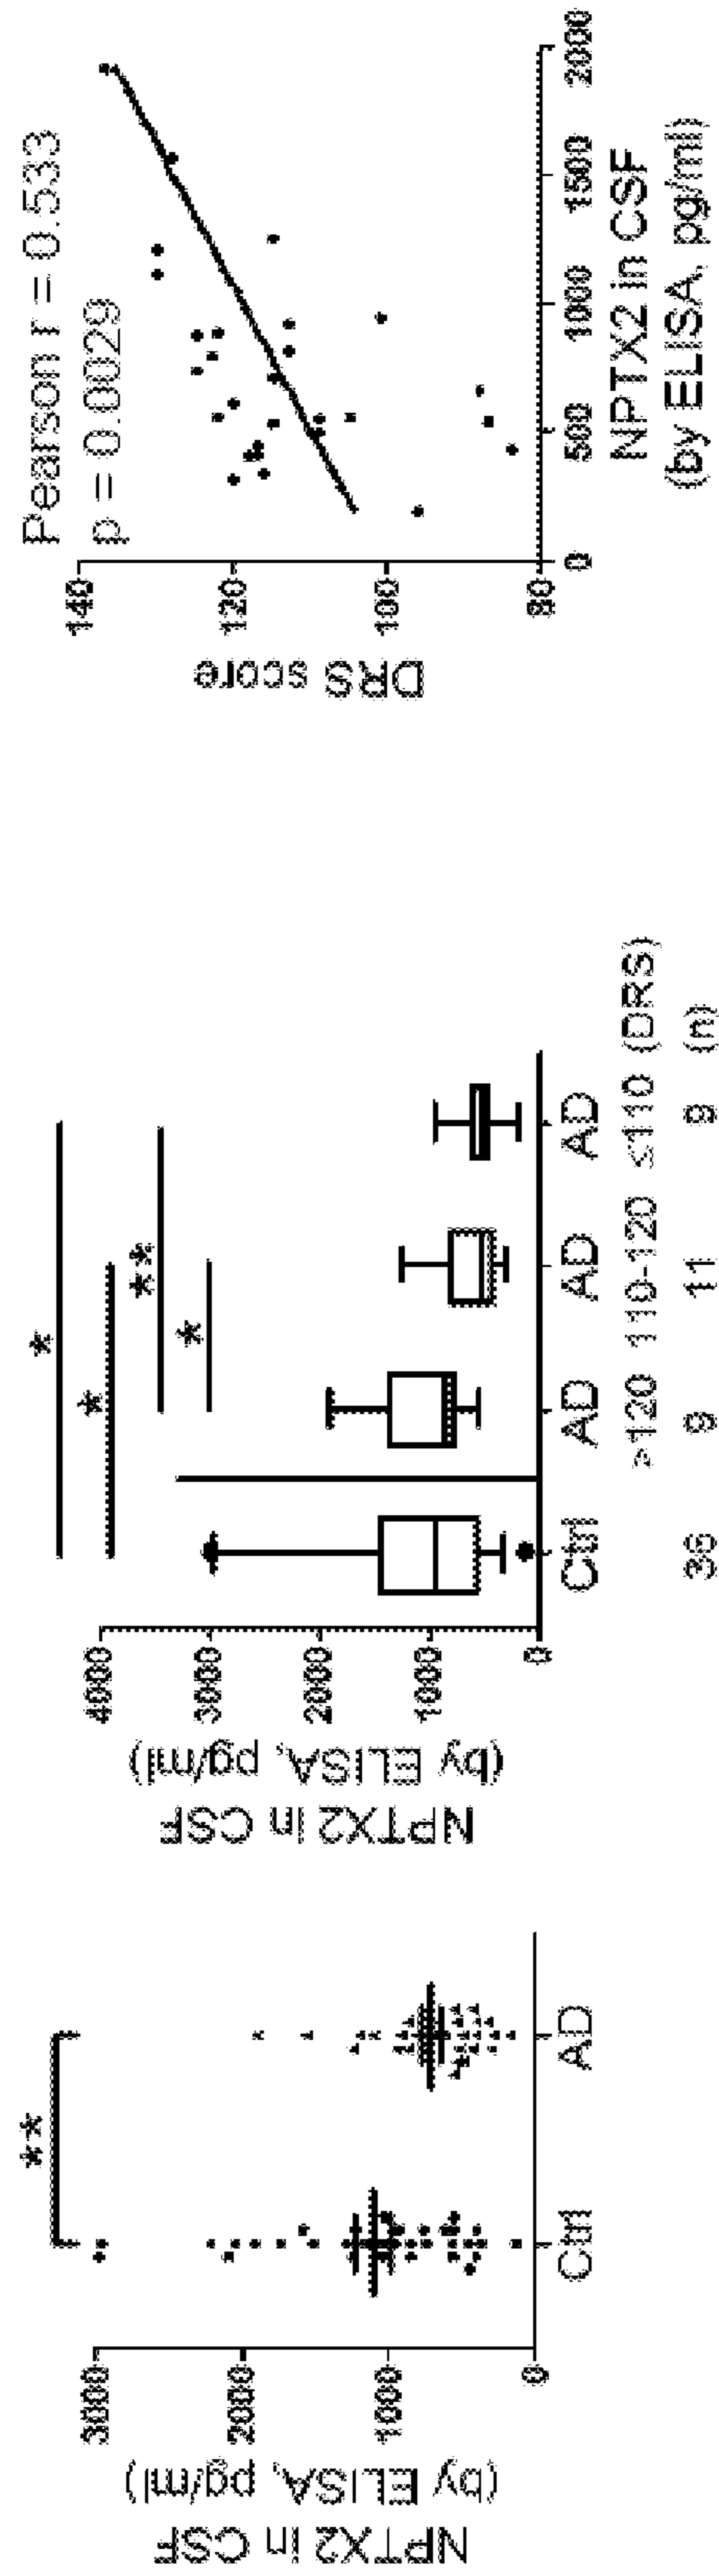 NPTX2 in CSF
(by ELISA, pg/ml)
3000
2000
1000
0
**
Ctrl
AD
NPTX2 in CSF
(by ELISA, pg/ml)
4000
3000
2000
1000
0
*
*
**
*
Ctrl AD AD AD
>120 110-120 ≤110 (DRS)
36 9 11 9 (n)
Pearson r = 0.533
p = 0.0029
DRS score
140
120
100
80
0 500 1000 1500 2000
NPTX2 in CSF
(by ELISA, pg/ml)